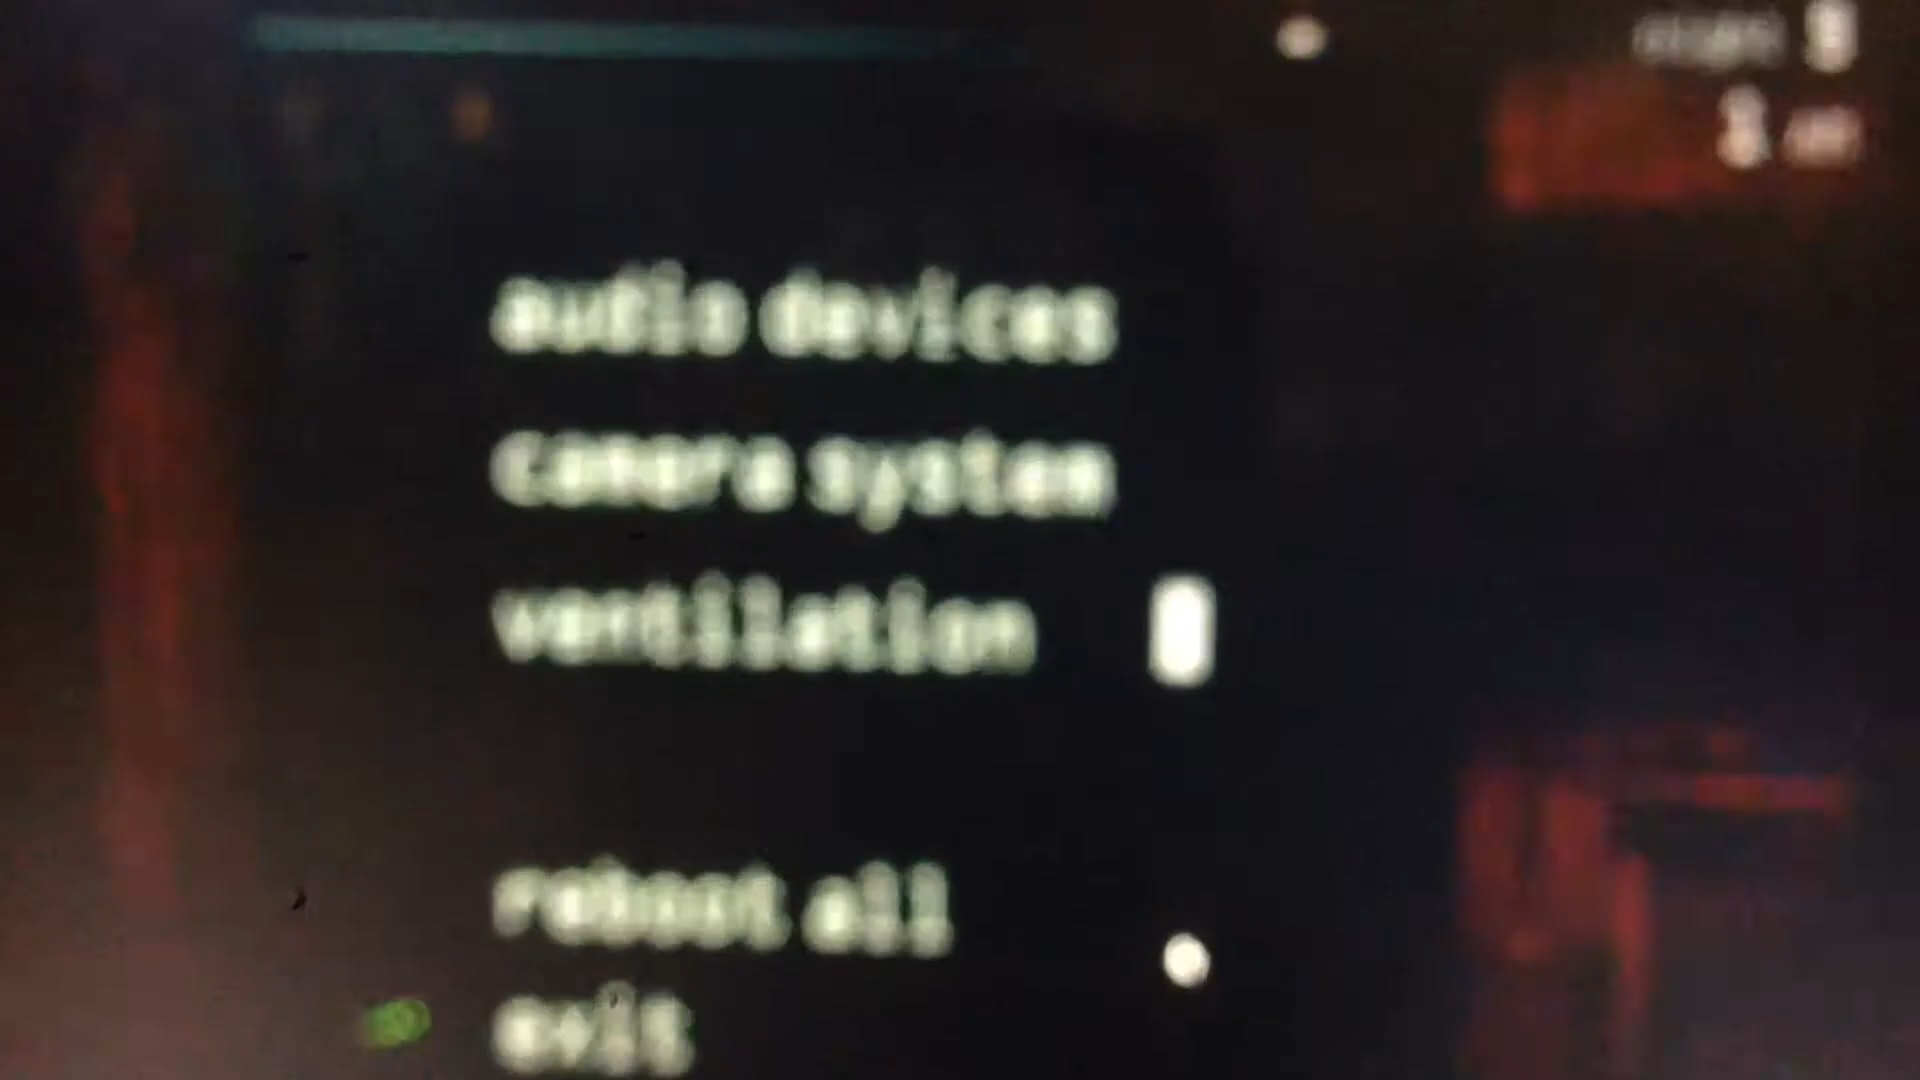 audio devices
camera system
ventilation
reboot all
exit